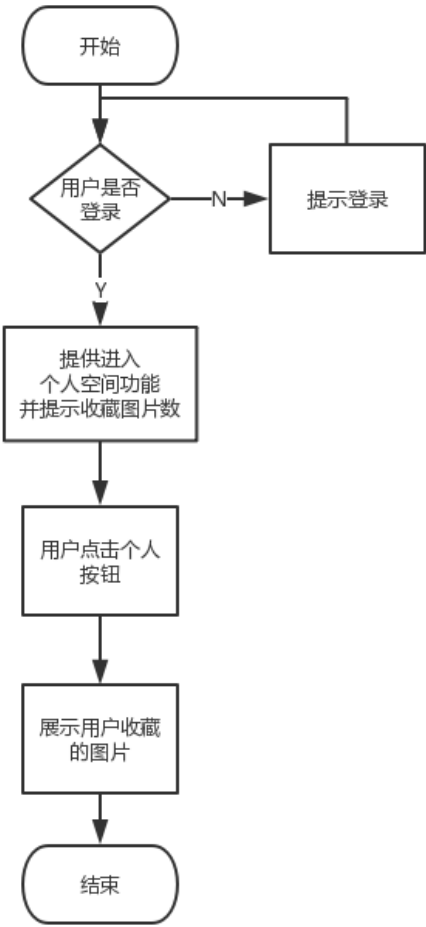 开始
用户是否
登录
N
提示登录
Y
提供进入
个人空间功能
并提示收藏图片数
用户点击个人
按钮
展示用户收藏
的图片
结束